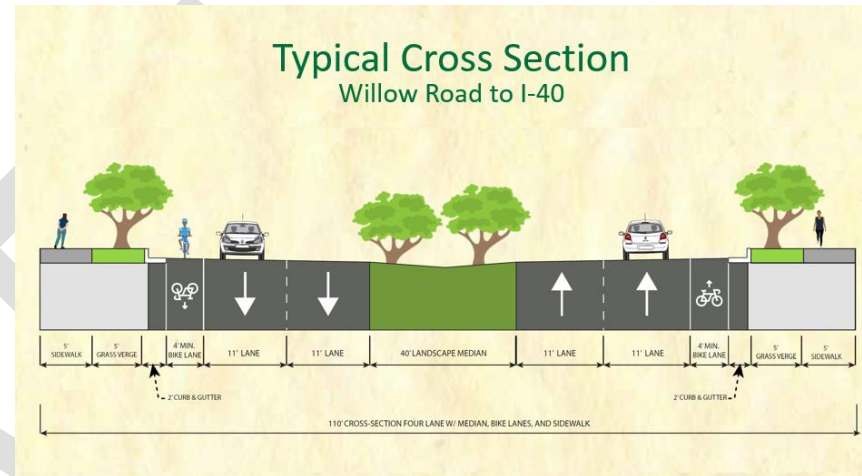 Typical Cross Section
Willow Road to I-40
5'
SIDEWALK
5'
GRASS VERGE
4' MIN.
BIKE LANE
11' LANE
11' LANE
40' LANDSCAPE MEDIAN
11' LANE
11' LANE
4' MIN.
BIKE LANE
5'
GRASS VERGE
5'
SIDEWALK
2' CURB & GUTTER
2' CURB & GUTTER
110' CROSS-SECTION FOUR LANE W/ MEDIAN, BIKE LANES, AND SIDEWALK